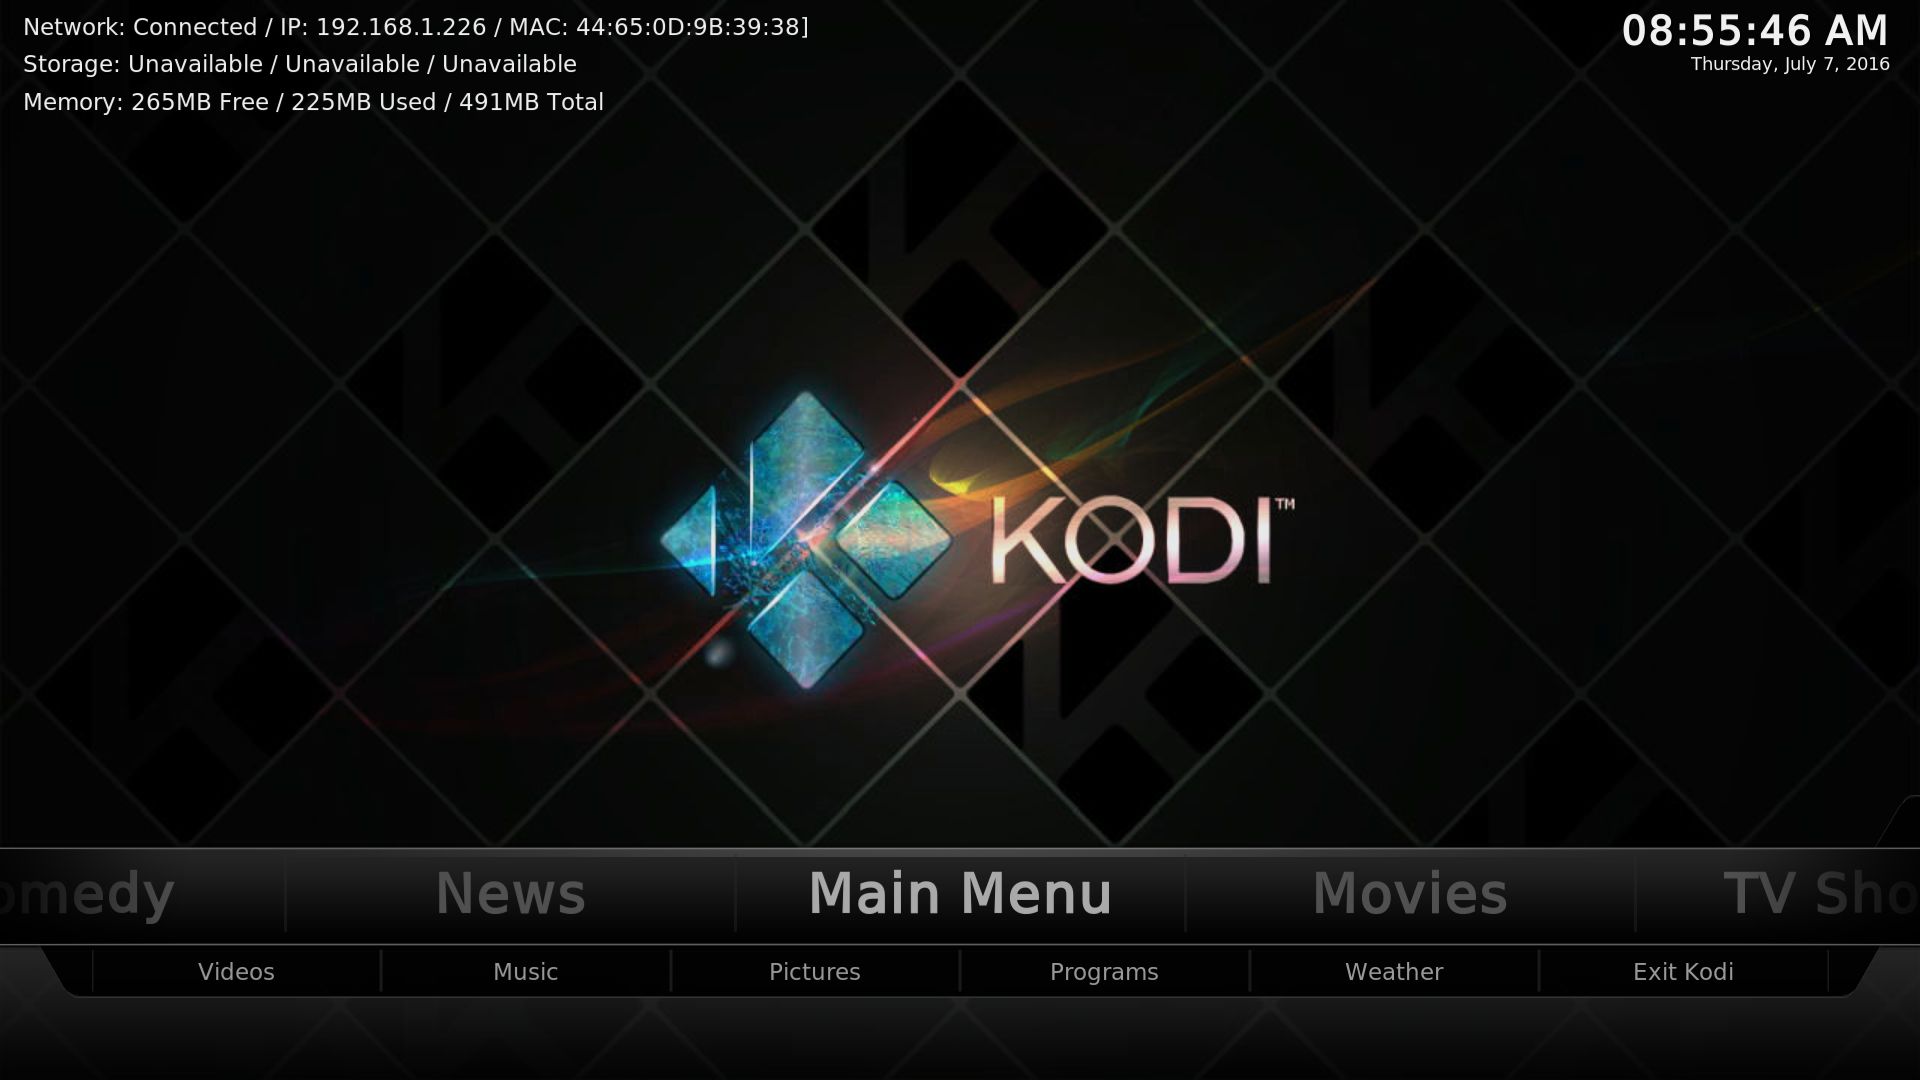 Network: Connected / IP: 192.168.1.226 / MAC: 44:65:0D:9B:39:38]
Storage: Unavailable / Unavailable / Unavailable
Memory: 265MB Free / 225MB Used / 491MB Total
08:55:46 AM
Thursday, July 7, 2016
KODI™
omedy News Main Menu Movies TV Sho
Videos Music Pictures Programs Weather Exit Kodi